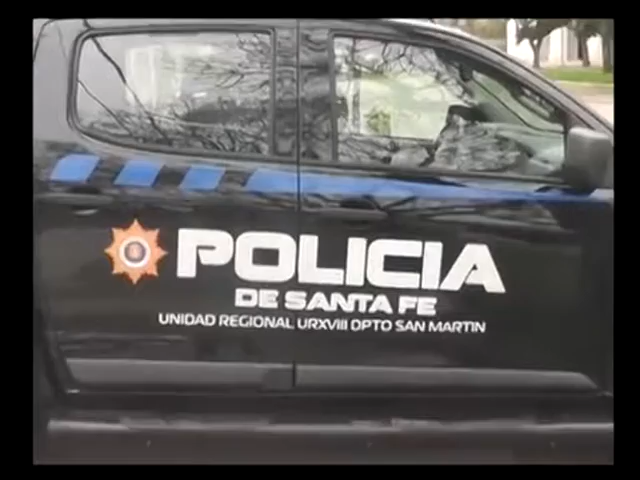 POLICIA
DE SANTA FE
UNIDAD REGIONAL URXVIII DPTO SAN MARTIN